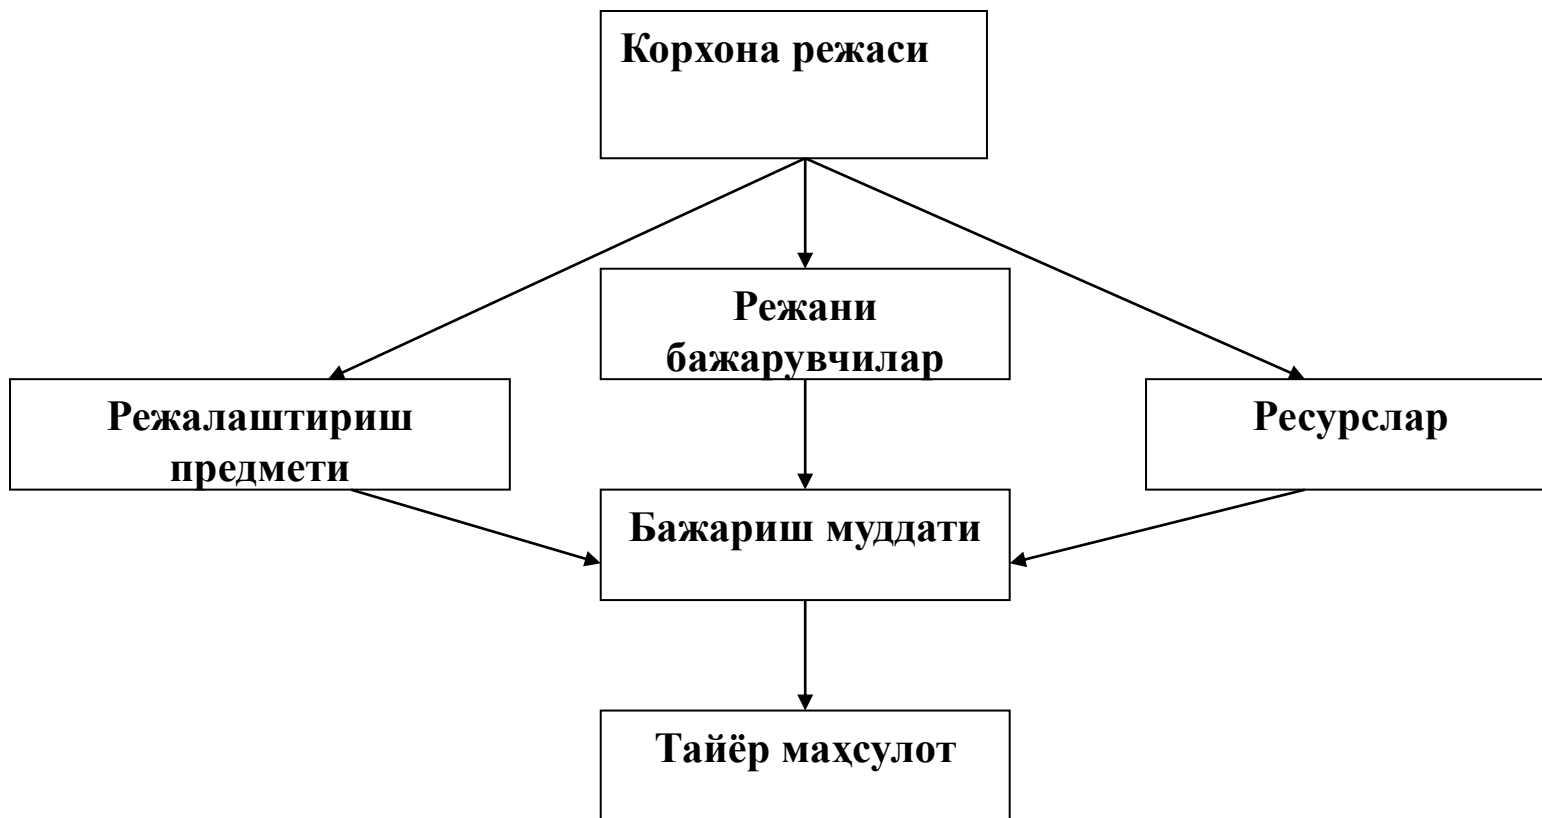 Корхона режаси
Режани
бажарувчилар
Режалаштириш
предмети
Ресурслар
Бажариш муддати
Тайёр маҳсулот